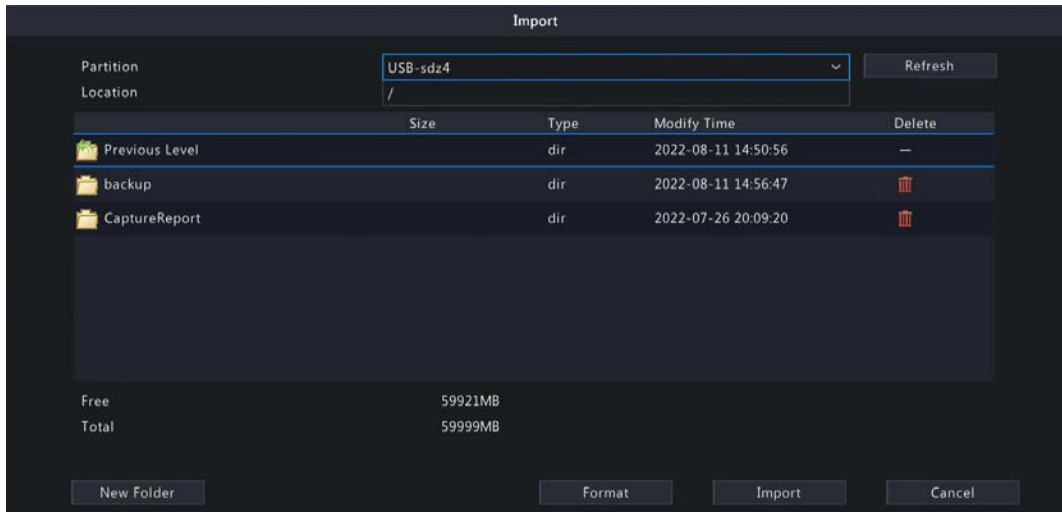 Import
Partition USB-sdz4 Refresh
Location /
Size Type Modify Time Delete
Previous Level dir 2022-08-11 14:50:56 —
backup dir 2022-08-11 14:56:47
CaptureReport dir 2022-07-26 20:09:20
Free 59921MB
Total 59999MB
New Folder Format Import Cancel